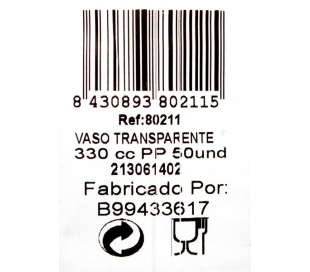 8 430893 802115
Ref:80211
VASO TRANSPARENTE
330 cc PP 50und
213061402
Fabricado Por:
B99433617